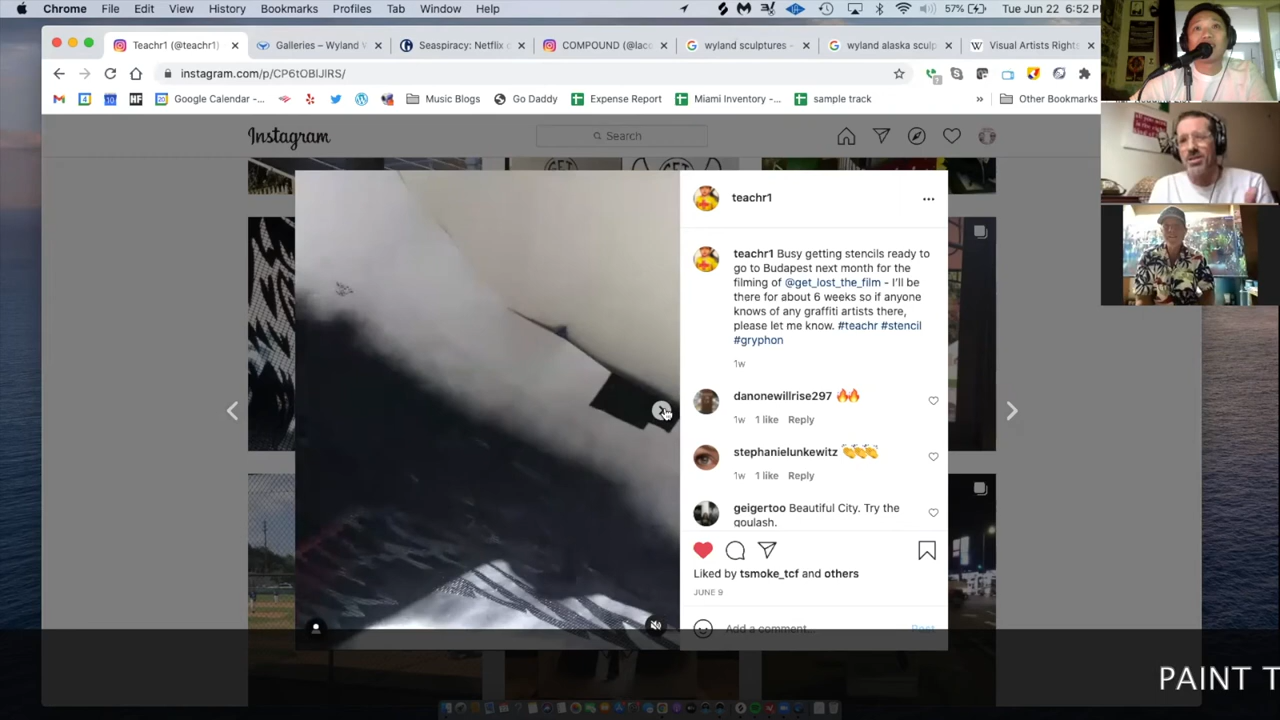 Chrome File Edit View History Bookmarks Profiles Tab Window Help 57% Tue Jun 22 6:52
Teachr1 (@teachr1) Galleries – Wyland Seaspiracy: Netflix COMPOUND (@laco wyland sculptures - wyland alaska sculp Visual Artists Right
instagram.com/p/CP6tOBIJIRS/
Google Calendar -... HF Music Blogs Go Daddy Expense Report Miami Inventory -... sample track » Other Bookmarks
Instagram
Search
teachr1
teachr1 Busy getting stencils ready to
go to Budapest next month for the
filming of @get_lost_the_film - I'll be
there for about 6 weeks so if anyone
knows of any graffiti artists there,
please let me know. #teachr #stencil
#gryphon
1w
danonewillrise297 🔥🔥
1w 1 like Reply
stephanielunkewitz 👏👏👏
1w 1 like Reply
geigertoo Beautiful City. Try the
goulash.
Liked by tsmoke_tcf and others
JUNE 9
Add a comment... Post
PAINT T